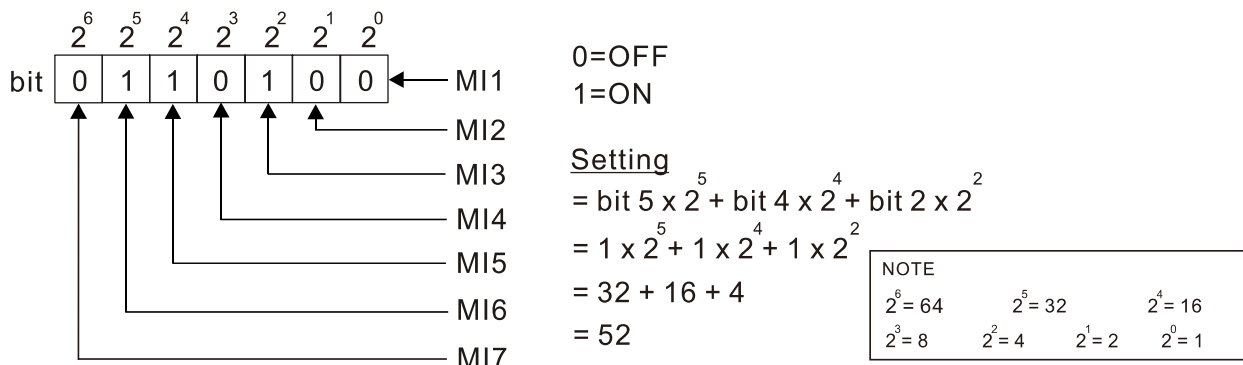 2^6 2^5 2^4 2^3 2^2 2^1 2^0
bit 0 1 1 0 1 0 0 MI1
MI2
MI3
MI4
MI5
MI6
MI7
0=OFF
1=ON
Setting
= bit 5 x 2^5 + bit 4 x 2^4 + bit 2 x 2^2
= 1 x 2^5 + 1 x 2^4 + 1 x 2^2
= 32 + 16 + 4
= 52
NOTE
2^6 = 64 2^5 = 32 2^4 = 16
2^3 = 8 2^2 = 4 2^1 = 2 2^0 = 1